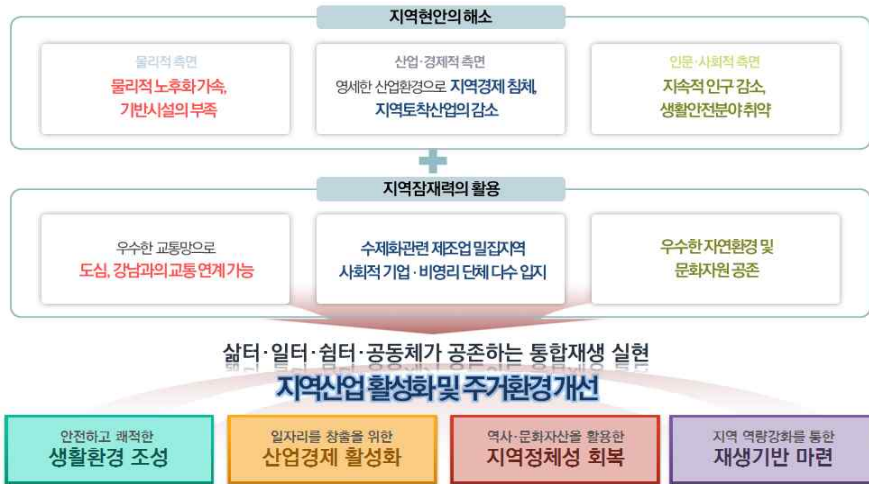 지역현안의 해소
물리적 측면
물리적 노후화 가속,
기반시설의 부족
산업·경제적 측면
영세한 산업환경으로 지역경제 침체,
지역토착산업의 감소
인문·사회적 측면
지속적 인구 감소,
생활안전분야 취약
지역잠재력의 활용
우수한 교통망으로
도심, 강남과의 교통 연계 가능
수제화관련 제조업 밀집지역
사회적 기업·비영리 단체 다수 입지
우수한 자연환경 및
문화자원 공존
삶터·일터·쉼터·공동체가 공존하는 통합재생 실현
지역산업 활성화 및 주거환경 개선
안전하고 쾌적한
생활환경 조성
일자리를 창출을 위한
산업경제 활성화
역사·문화자산을 활용한
지역정체성 회복
지역 역량강화를 통한
재생기반 마련